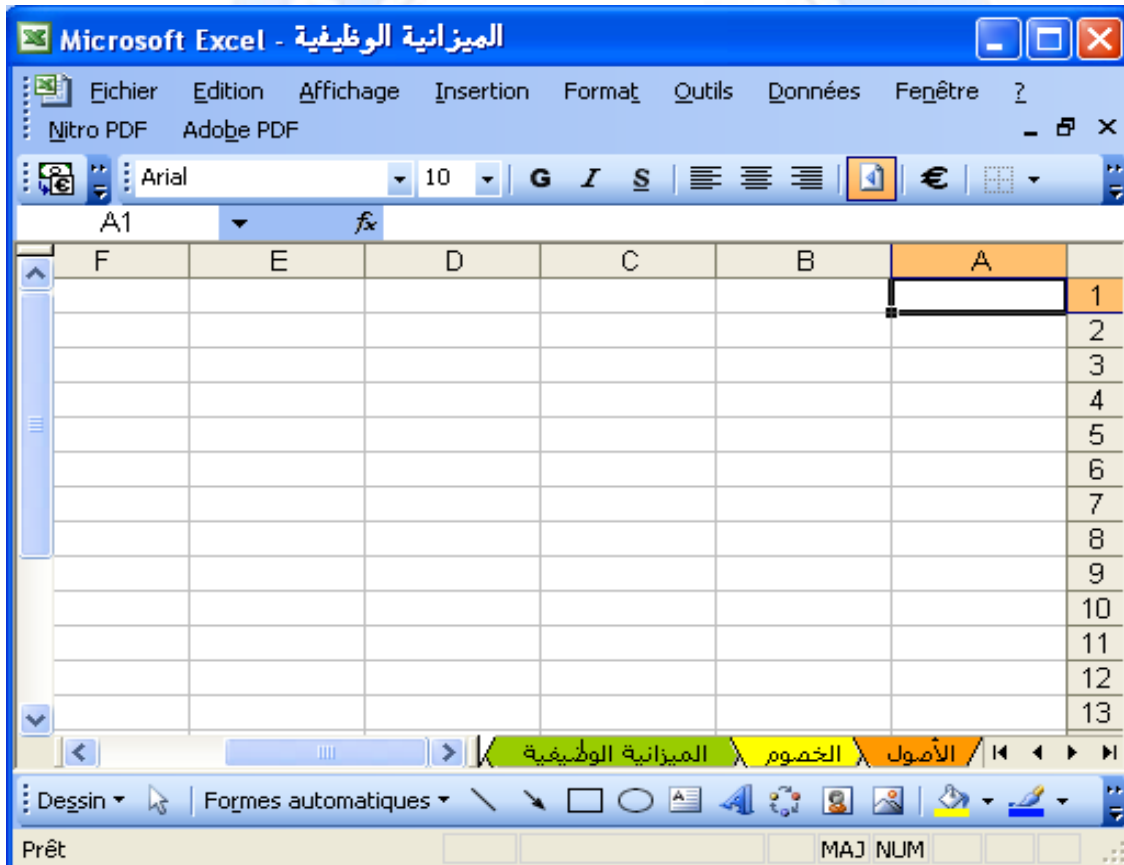 Microsoft Excel - الميزانية الوظيفية
Fichier Edition Affichage Insertion Format Outils Données Fenêtre ?
Nitro PDF Adobe PDF
Arial 10 G I S €
A1 fx
F E D C B A
1
2
3
4
5
6
7
8
9
10
11
12
13
الأصول الخصوم الميزانية الوظيفية
Dessin Formes automatiques
Prêt MAJ NUM